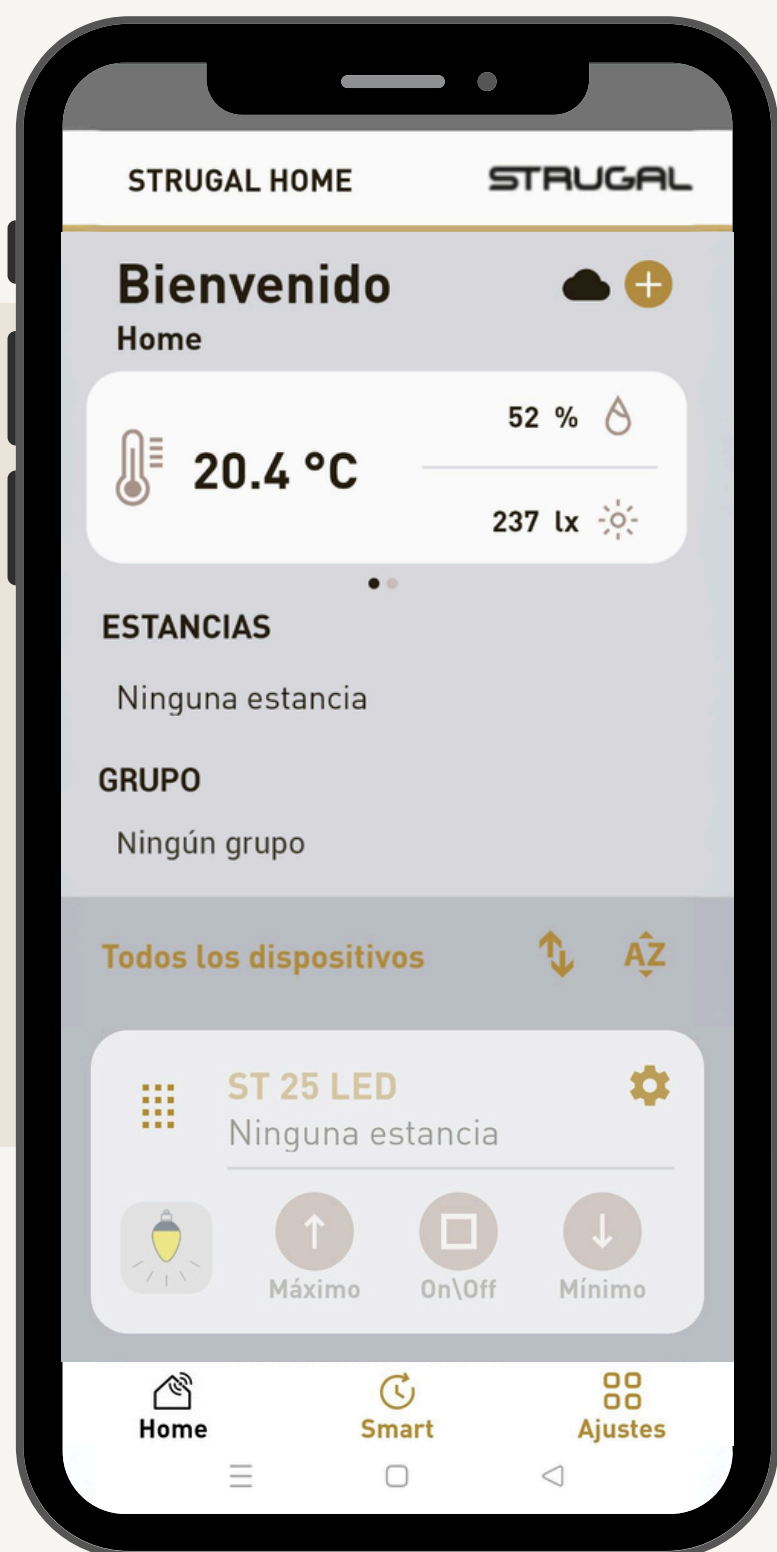 STRUGAL HOME STRUGAL
Bienvenido
Home
52 %
20.4 °C
237 lx
ESTANCIAS
Ninguna estancia
GRUPO
Ningún grupo
Todos los dispositivos AZ
ST 25 LED
Ninguna estancia
Máximo On\Off Mínimo
Home Smart Ajustes